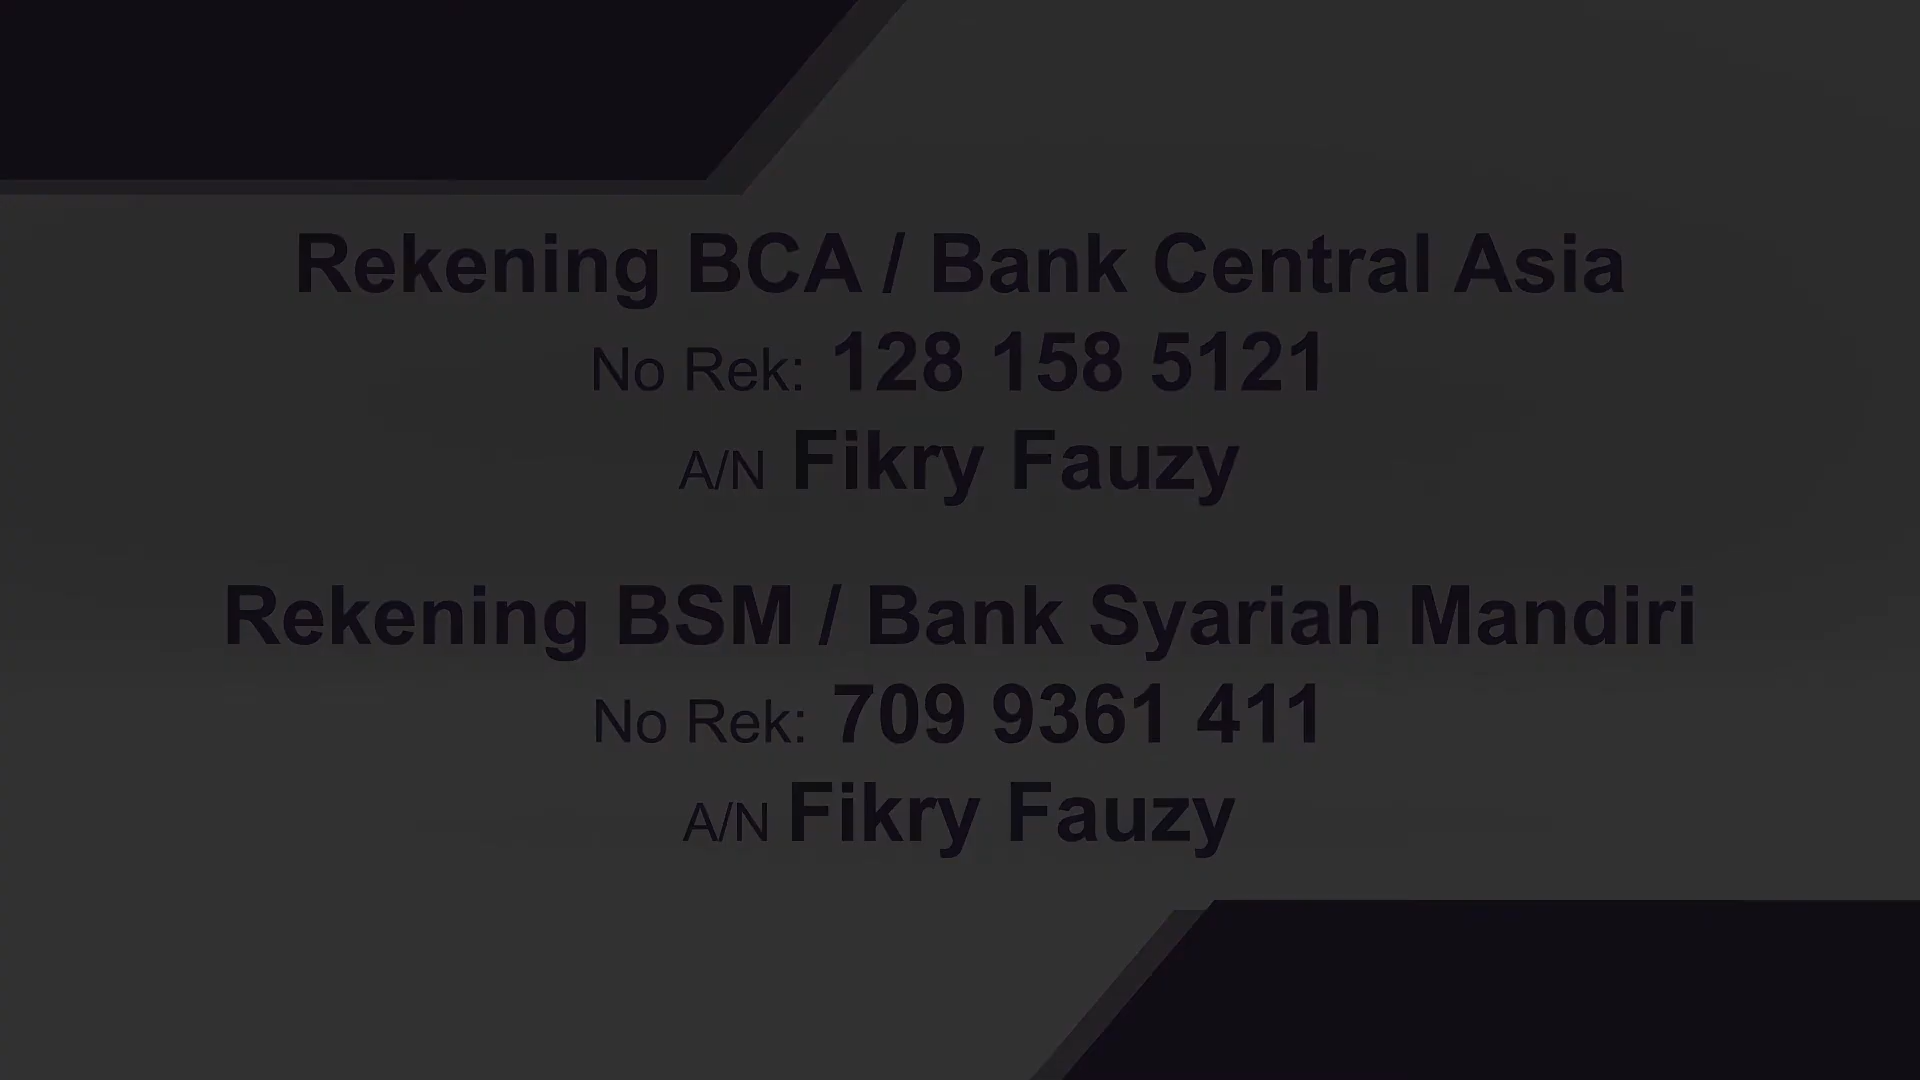 Rekening BCA / Bank Central Asia
No Rek: 128 158 5121
A/N Fikry Fauzy
Rekening BSM / Bank Syariah Mandiri
No Rek: 709 9361 411
A/N Fikry Fauzy